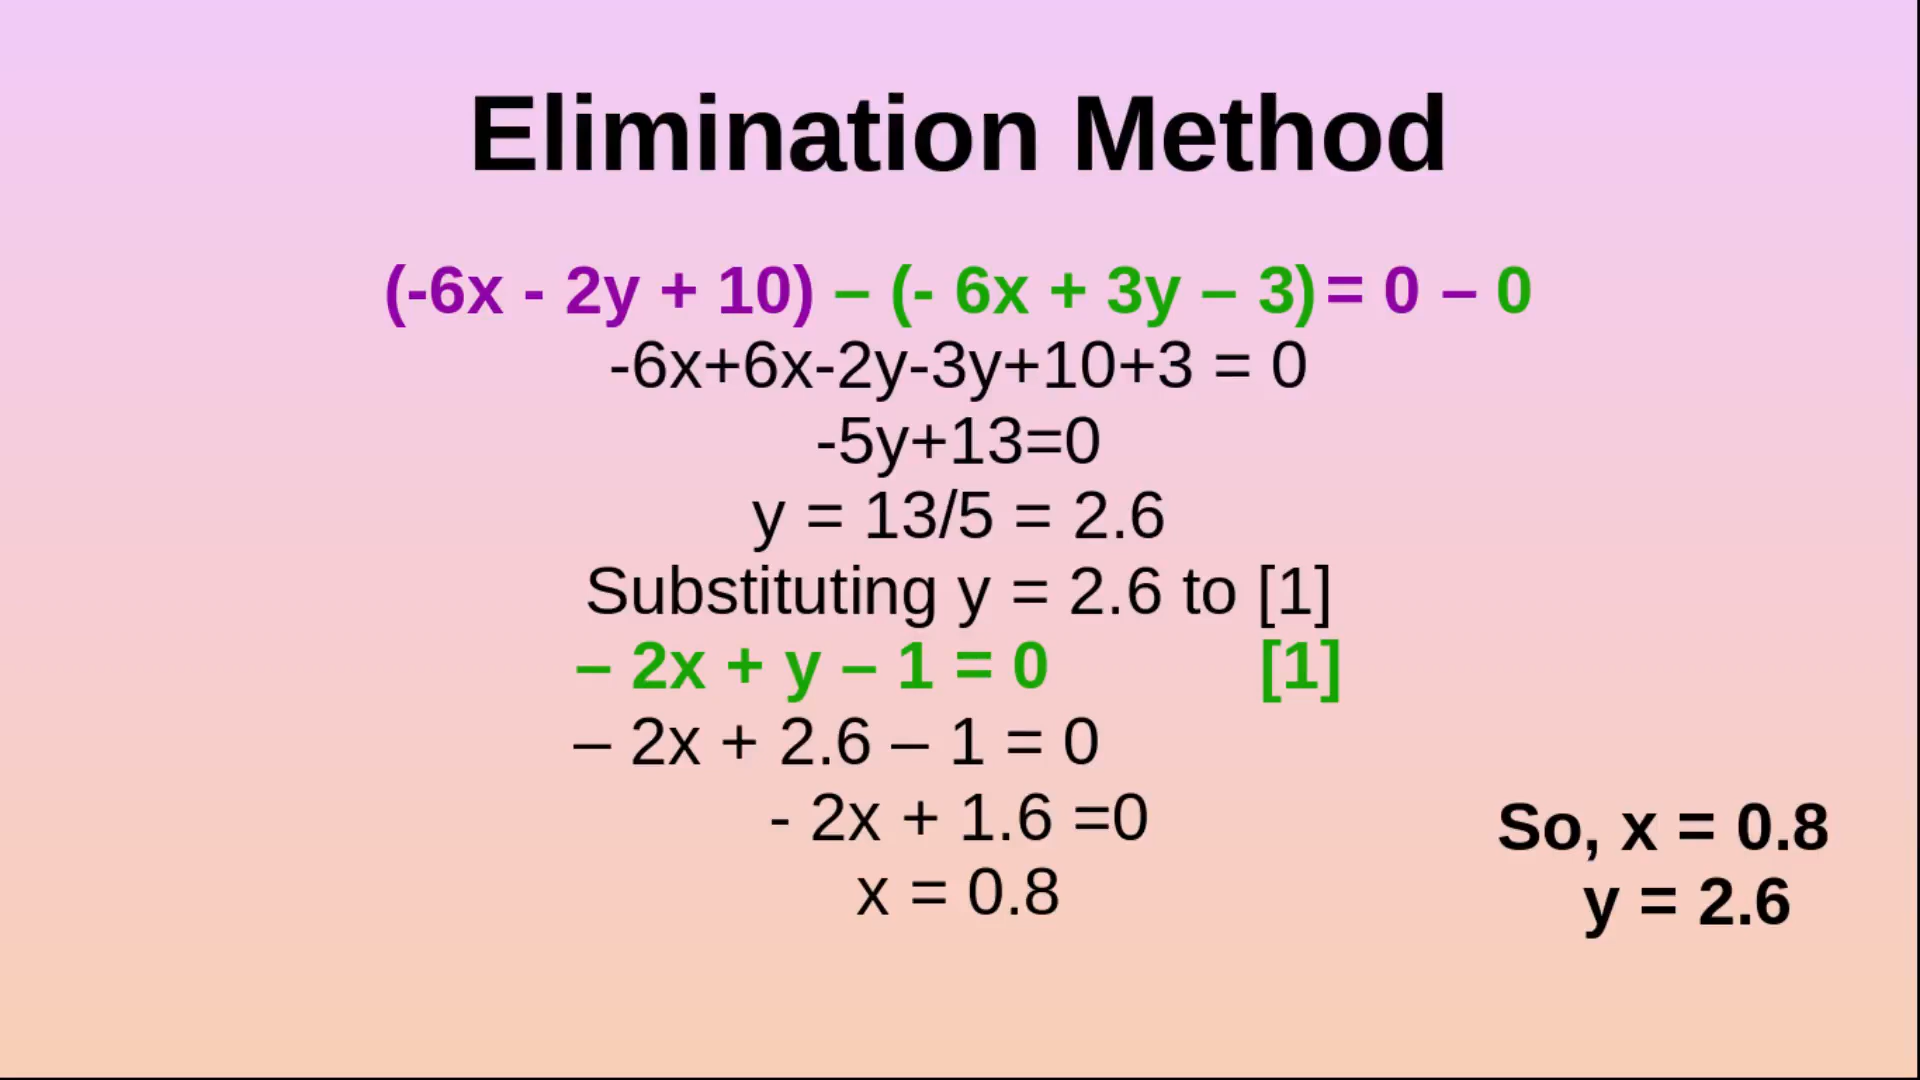 Elimination Method
(-6x - 2y + 10) – (- 6x + 3y – 3) = 0 – 0
-6x+6x-2y-3y+10+3 = 0
-5y+13=0
y = 13/5 = 2.6
Substituting y = 2.6 to [1]
– 2x + y – 1 = 0 [1]
– 2x + 2.6 – 1 = 0
- 2x + 1.6 =0
x = 0.8
So, x = 0.8
y = 2.6